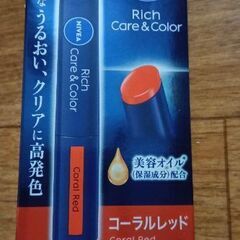 Rich
Care & Color
なうるおい、クリアに高発色
NIVEA
Rich
Care & Color
Coral Red
美容オイル*
(保湿成分)配合
コーラルレッド
Coral Red